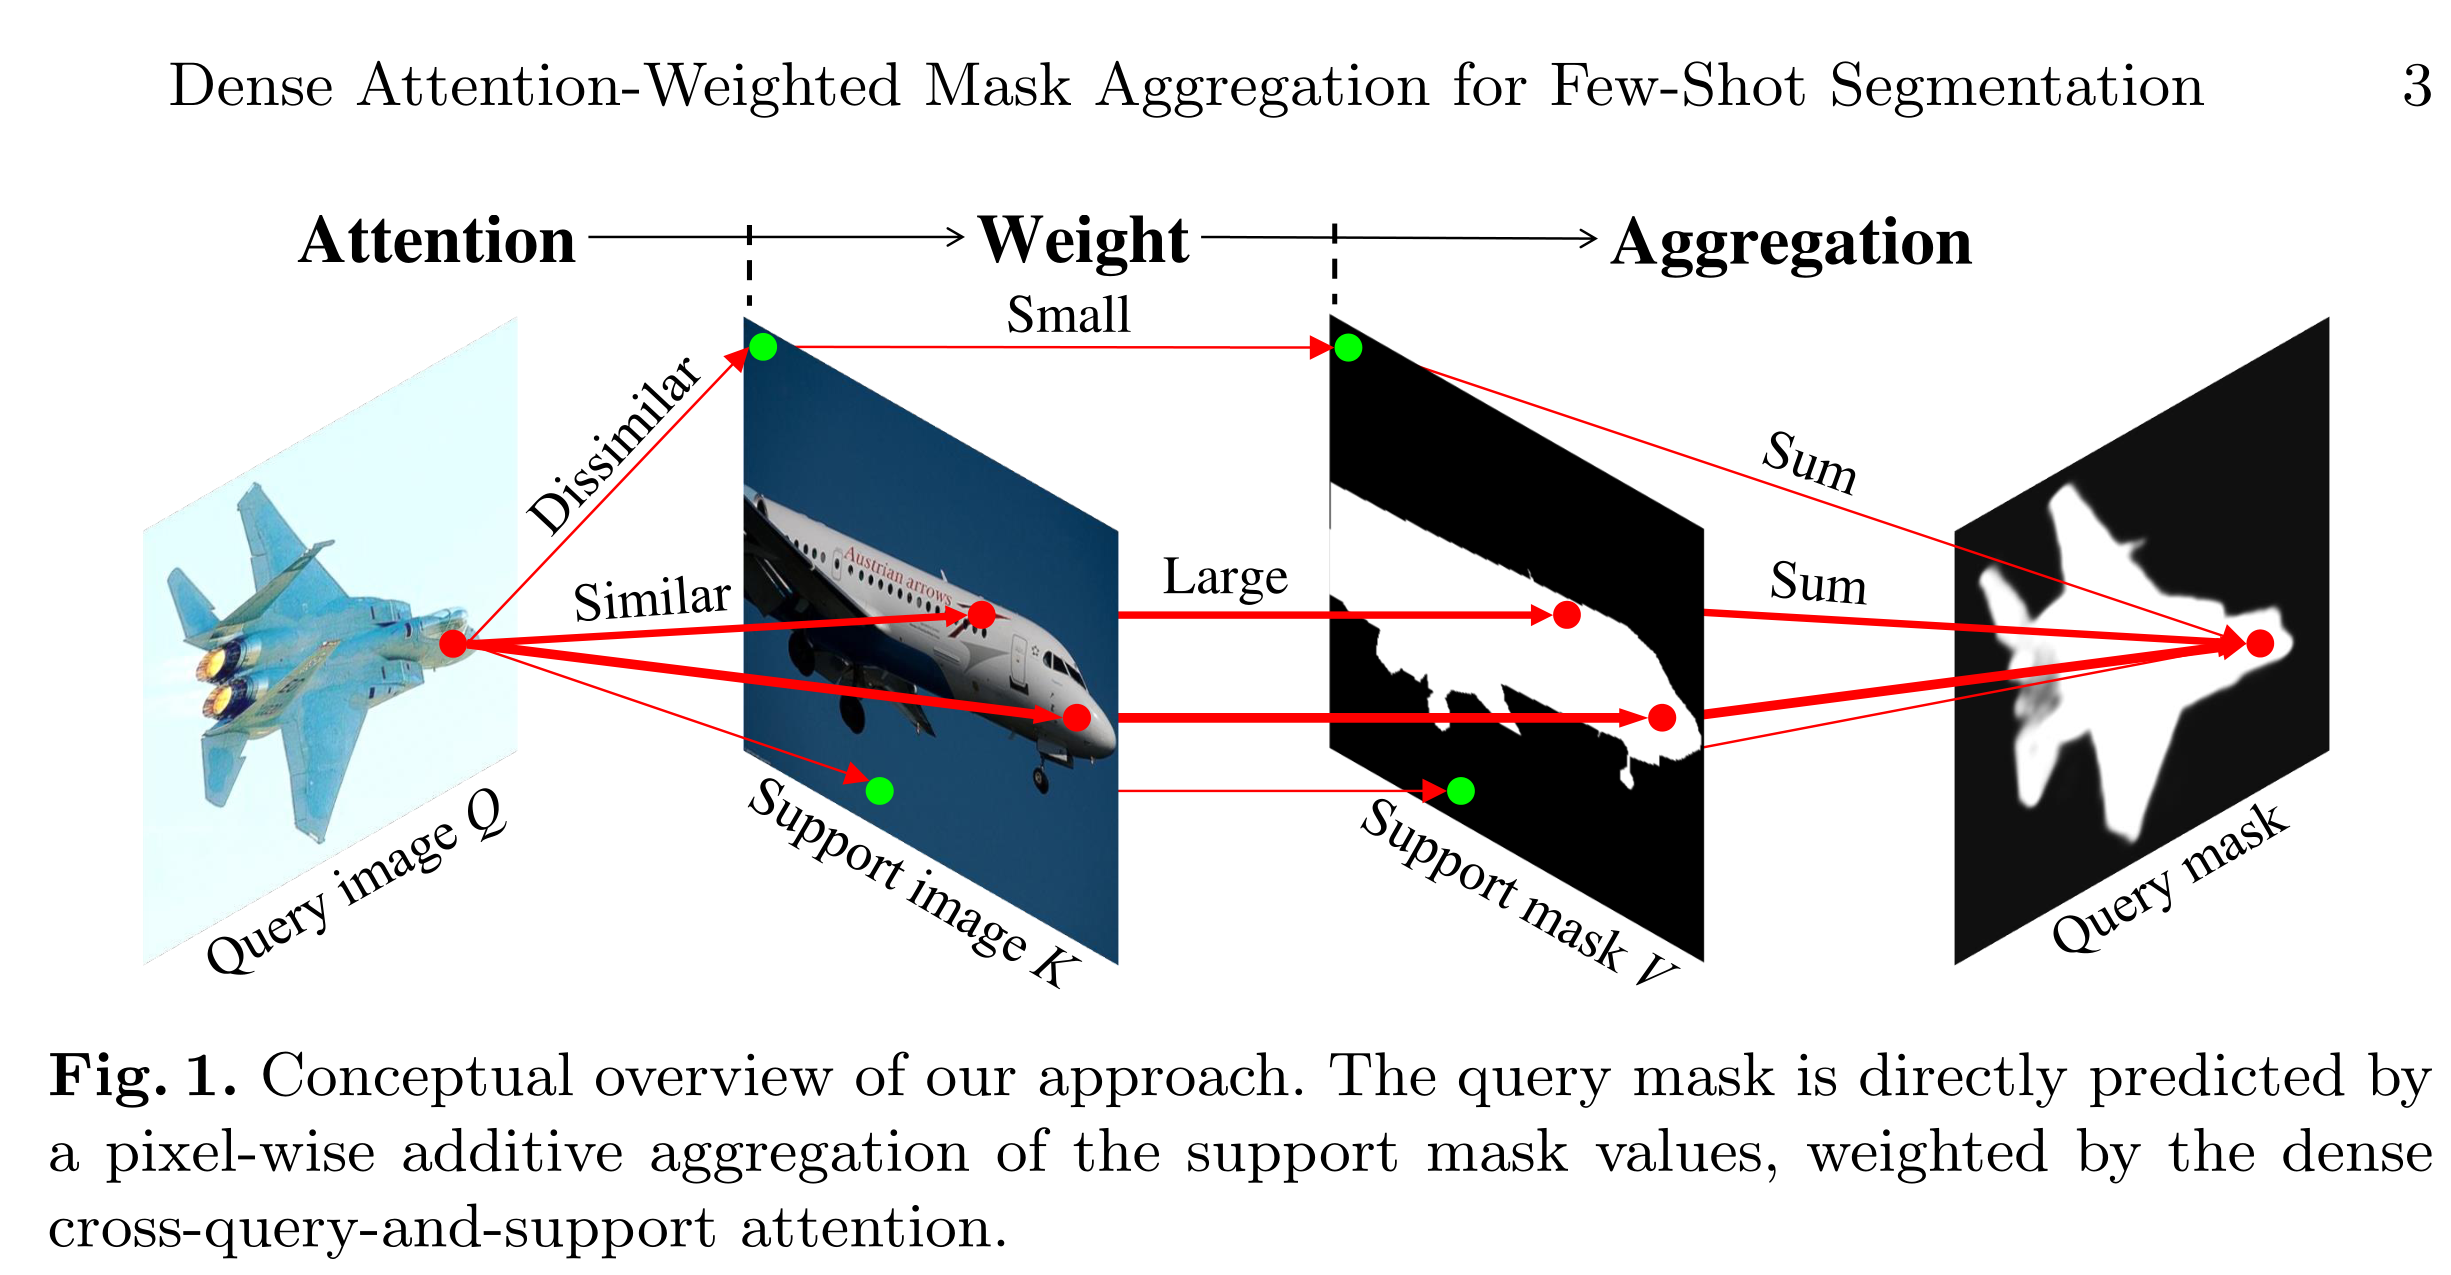 Dense Attention-Weighted Mask Aggregation for Few-Shot Segmentation 3
Attention Weight Aggregation
Small
Dissimilar
Sum
Similar
Large
Sum
Austrian arrows
Query image Q
Support image K
Support mask V
Query mask
Fig. 1. Conceptual overview of our approach. The query mask is directly predicted by
a pixel-wise additive aggregation of the support mask values, weighted by the dense
cross-query-and-support attention.